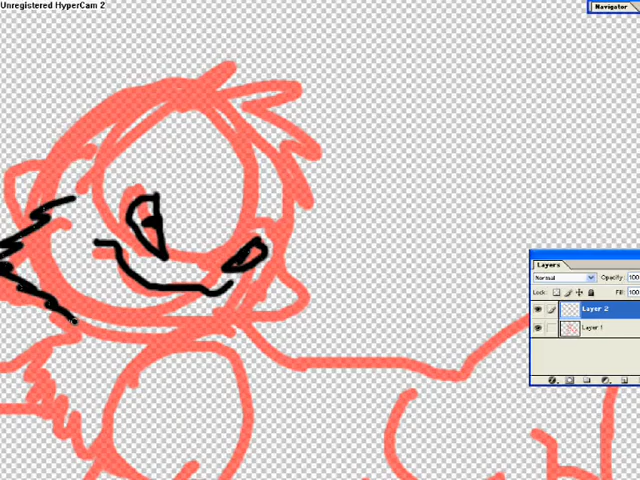 Unregistered HyperCam 2
Navigator
Layers
Normal
Opacity: 100
Lock:
Fill: 100
Layer 2
Layer 1